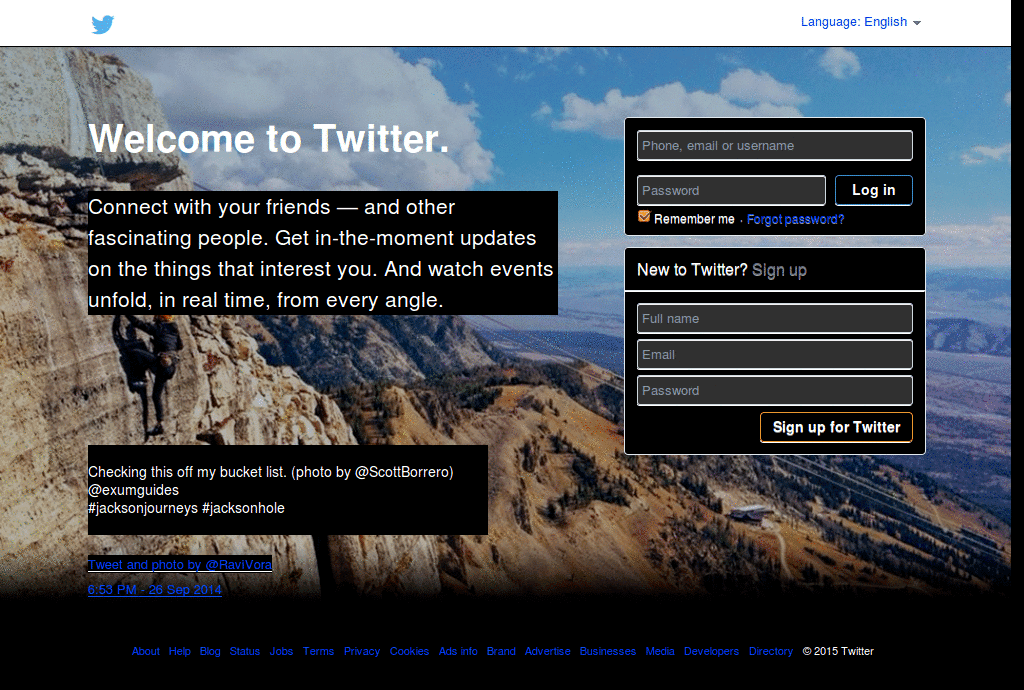 Language: English
Welcome to Twitter.
Connect with your friends — and other
fascinating people. Get in-the-moment updates
on the things that interest you. And watch events
unfold, in real time, from every angle.
Phone, email or username
Password
Log in
Remember me · Forgot password?
New to Twitter? Sign up
Full name
Email
Password
Sign up for Twitter
Checking this off my bucket list. (photo by @ScottBorrero)
@exumguides
#jacksonjourneys #jacksonhole
Tweet and photo by @RaviVora
6:53 PM - 26 Sep 2014
About Help Blog Status Jobs Terms Privacy Cookies Ads info Brand Advertise Businesses Media Developers Directory © 2015 Twitter